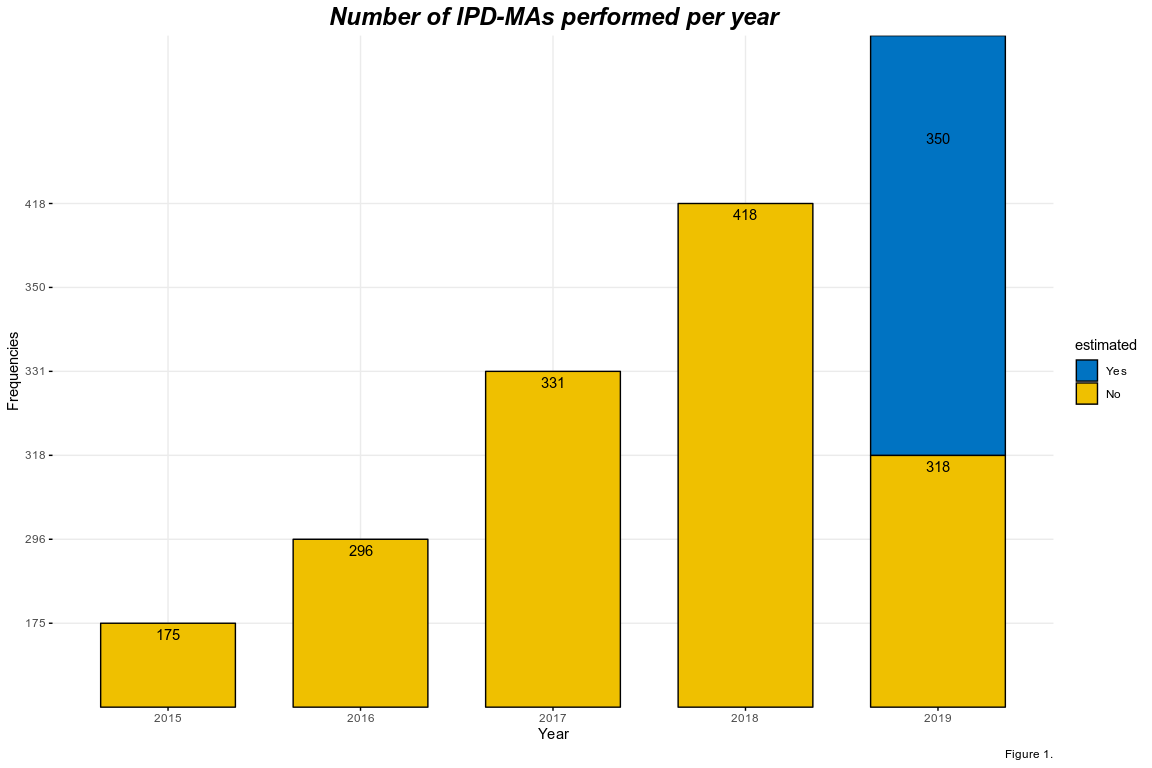 Number of IPD-MAs performed per year
Frequencies
418
350
331
318
296
175
175
296
331
418
350
318
2015
2016
2017
2018
2019
Year
estimated
Yes
No
Figure 1.